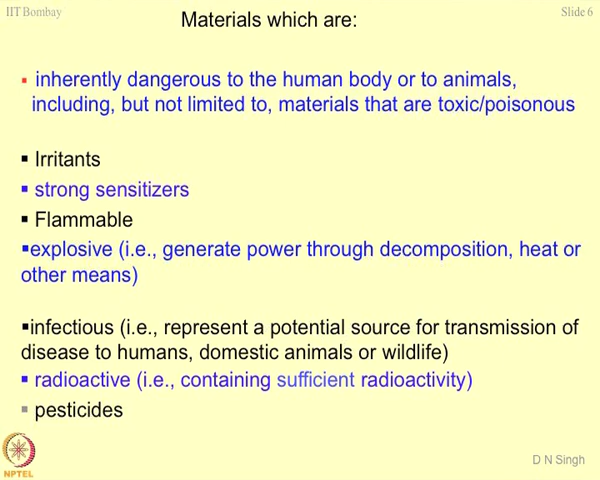 IIT Bombay
Slide 6
Materials which are:
▪ inherently dangerous to the human body or to animals,
including, but not limited to, materials that are toxic/poisonous
▪ Irritants
▪ strong sensitizers
▪ Flammable
▪explosive (i.e., generate power through decomposition, heat or
other means)
▪infectious (i.e., represent a potential source for transmission of
disease to humans, domestic animals or wildlife)
▪ radioactive (i.e., containing sufficient radioactivity)
▪ pesticides
NPTEL
D N Singh